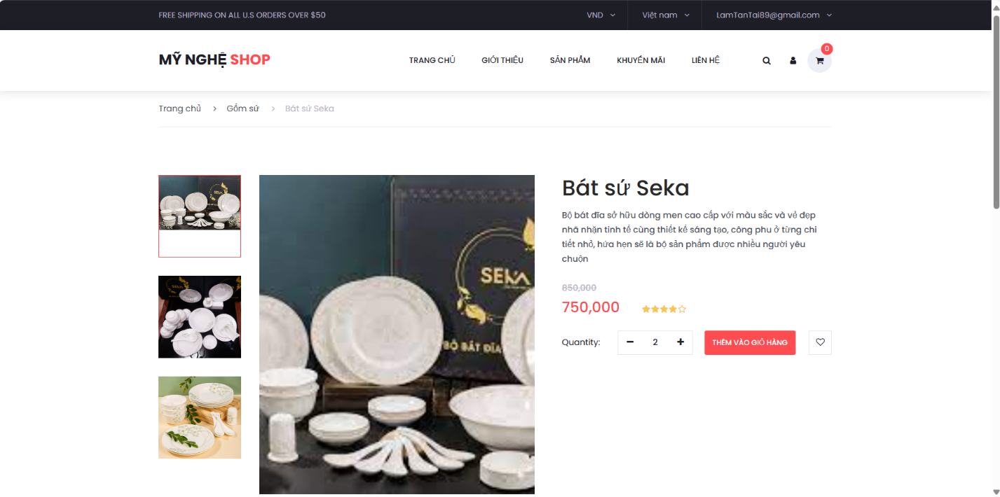 FREE SHIPPING ON ALL U.S ORDERS OVER $50
VND
Việt nam
LamTanTai89@gmail.com
MỸ NGHỆ SHOP
TRANG CHỦ
GIỚI THIỆU
SẢN PHẨM
KHUYẾN MÃI
LIÊN HỆ
0
Trang chủ > Gốm sứ > Bát sứ Seka
SEKA
BỘ BÁT ĐĨA
Bát sứ Seka
Bộ bát đĩa sở hữu dòng men cao cấp với màu sắc và vẻ đẹp
nhã nhặn tinh tế cùng thiết kế sáng tạo, công phu ở từng chi
tiết nhỏ, hứa hẹn sẽ là bộ sản phẩm được nhiều người yêu
chuộn
850,000
750,000
Quantity:
2
THÊM VÀO GIỎ HÀNG